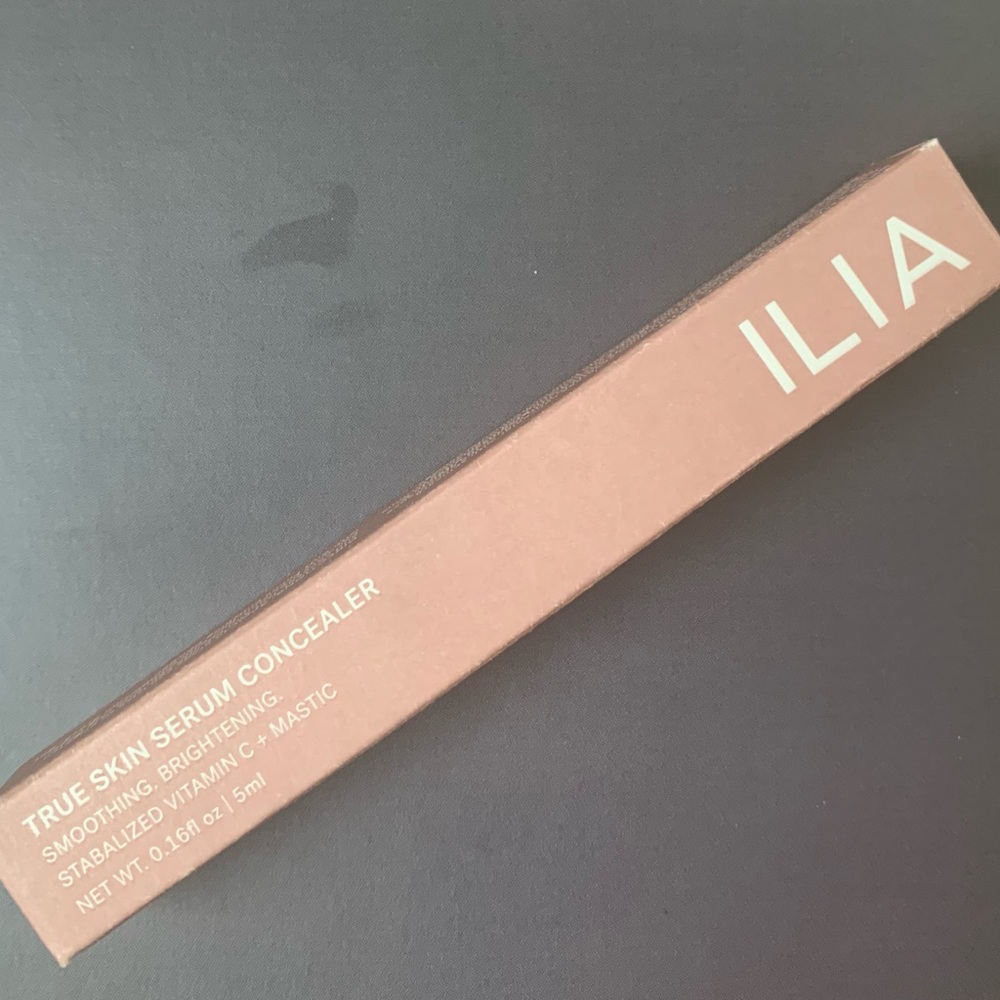 ILIA
TRUE SKIN SERUM CONCEALER
SMOOTHING. BRIGHTENING.
STABALIZED VITAMIN C + MASTIC
NET WT. 0.16fl oz | 5ml